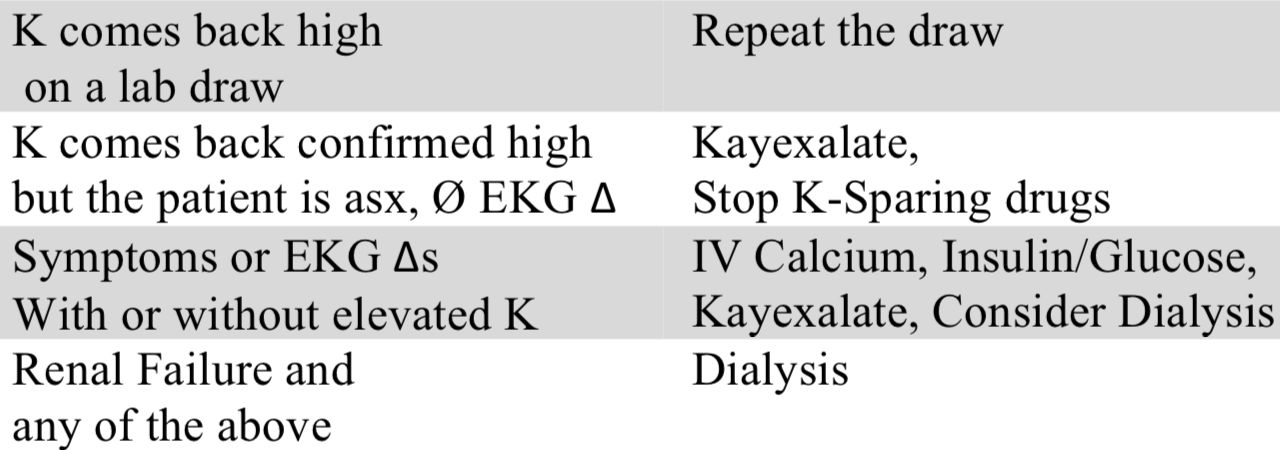 K comes back high
on a lab draw
Repeat the draw
K comes back confirmed high
but the patient is asx, Ø EKG Δ
Kayexalate,
Stop K-Sparing drugs
Symptoms or EKG Δs
With or without elevated K
IV Calcium, Insulin/Glucose,
Kayexalate, Consider Dialysis
Renal Failure and
any of the above
Dialysis